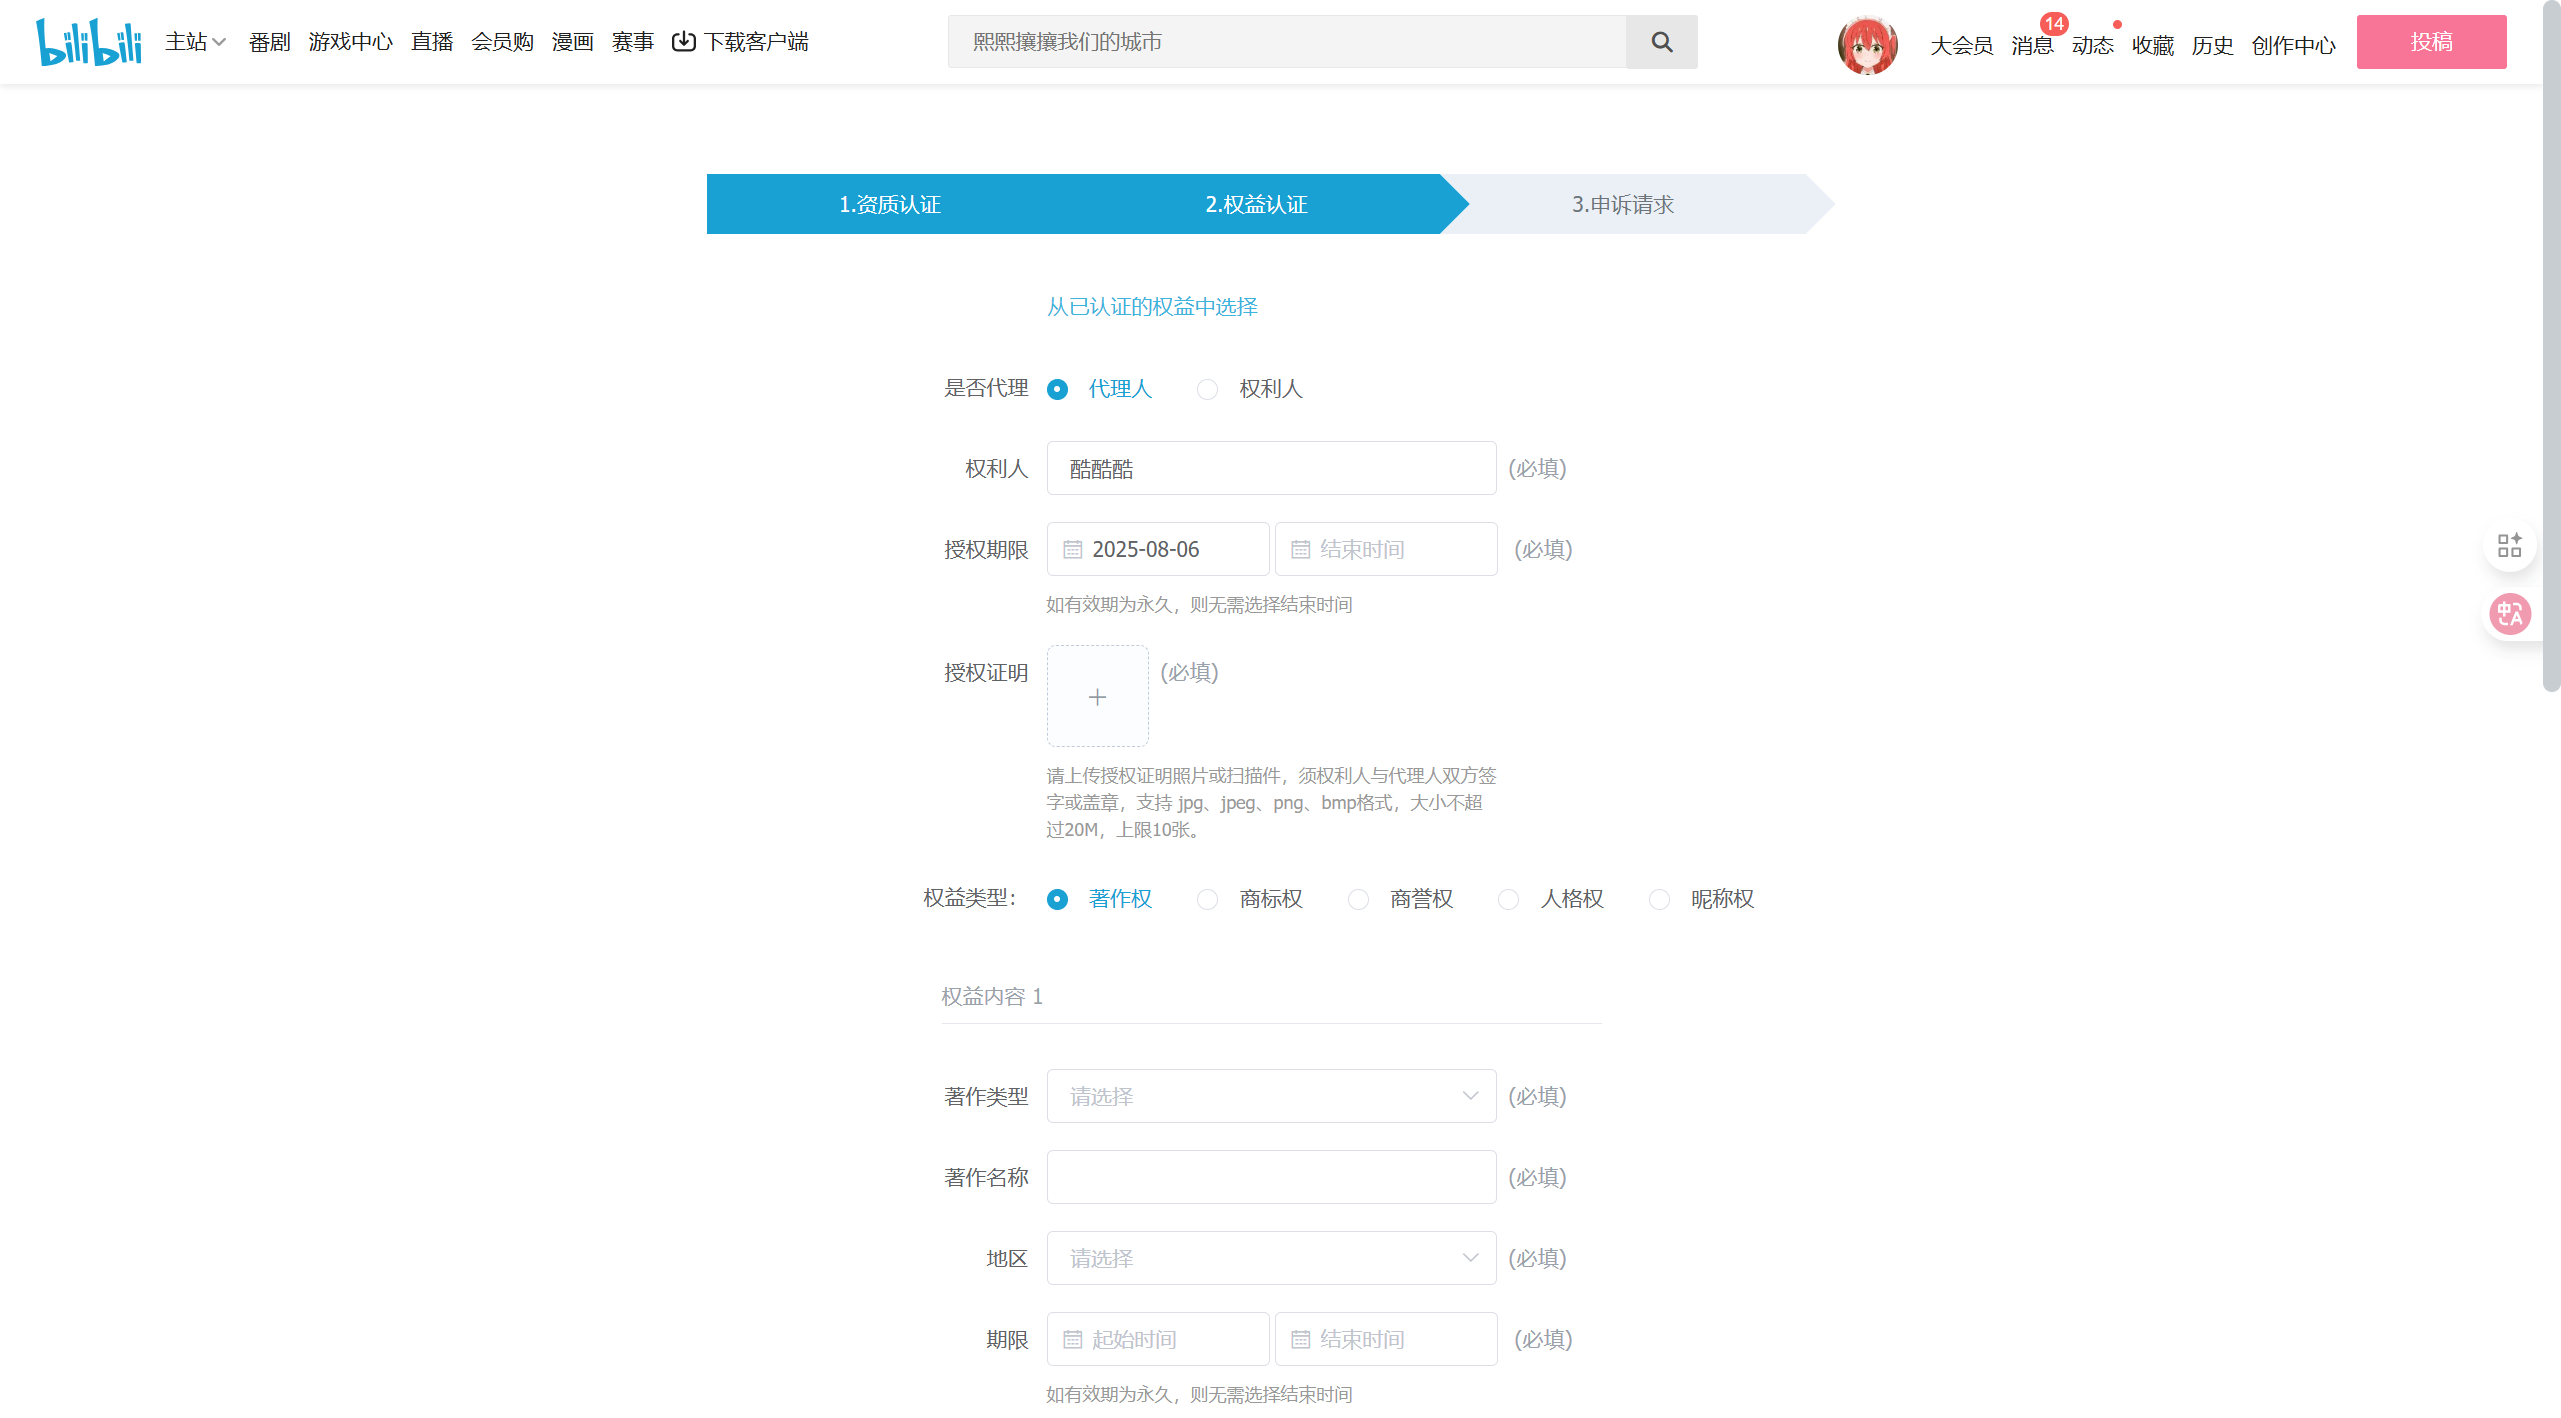 bilibili 主站 番剧 游戏中心 直播 会员购 漫画 赛事 下载客户端 熙熙攘攘我们的城市 大会员 消息 14 动态 收藏 历史 创作中心 投稿
1.资质认证 2.权益认证 3.申诉请求
从已认证的权益中选择
是否代理 代理人 权利人
权利人 酷酷酷 (必填)
授权期限 2025-08-06 结束时间 (必填)
如有效期为永久，则无需选择结束时间
授权证明 (必填)
请上传授权证明照片或扫描件，须权利人与代理人双方签
字或盖章，支持 jpg、jpeg、png、bmp格式，大小不超
过20M，上限10张。
权益类型： 著作权 商标权 商誉权 人格权 昵称权
权益内容 1
著作类型 请选择 (必填)
著作名称 (必填)
地区 请选择 (必填)
期限 起始时间 结束时间 (必填)
如有效期为永久，则无需选择结束时间
中A